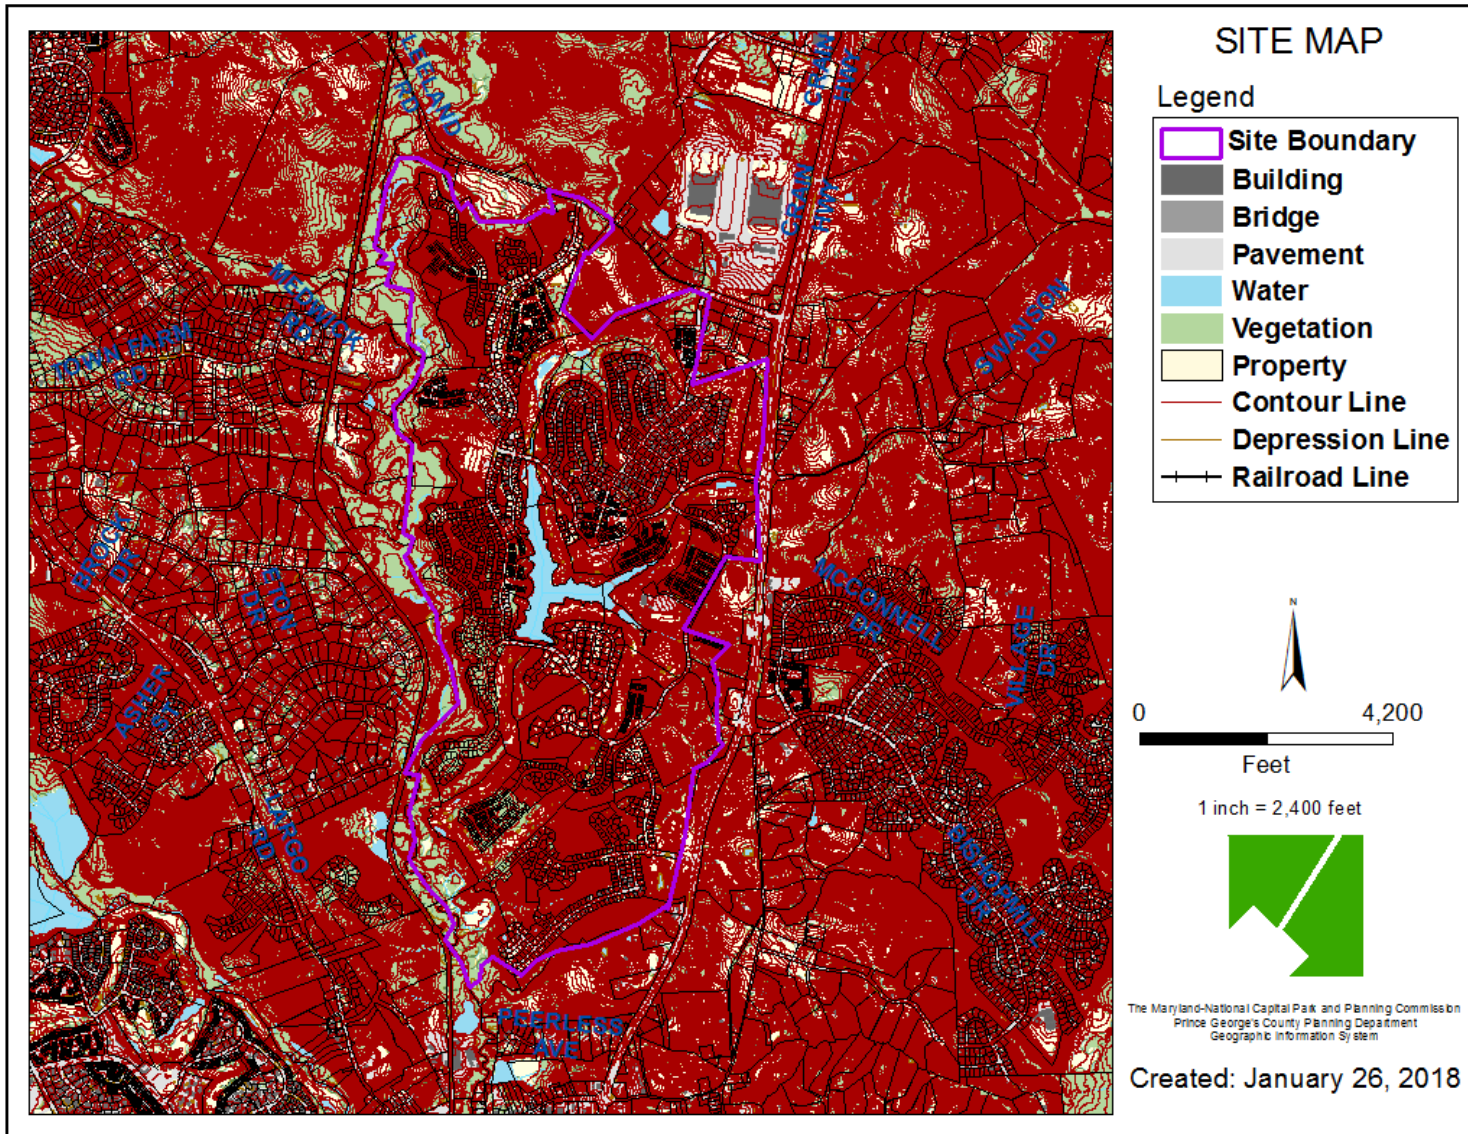 SITE MAP
Legend
Site Boundary
Building
Bridge
Pavement
Water
Vegetation
Property
Contour Line
Depression Line
Railroad Line
N
0 4,200
Feet
1 inch = 2,400 feet
The Maryland-National Capital Park and Planning Commission
Prince George's County Planning Department
Geographic Information System
Created: January 26, 2018
LEELAND
RD
CRAIN
HWY
CRAIN
HWY
MEDWICK
RD
TOWN FARM
RD
SWANSON
RD
BROCK
DR
ETON
DR
MCCONNELL
DR
VILLAGE
DR
ASHER
ST
LARGO
RD
BISHOPMILL
DR
PEERLESS
AVE